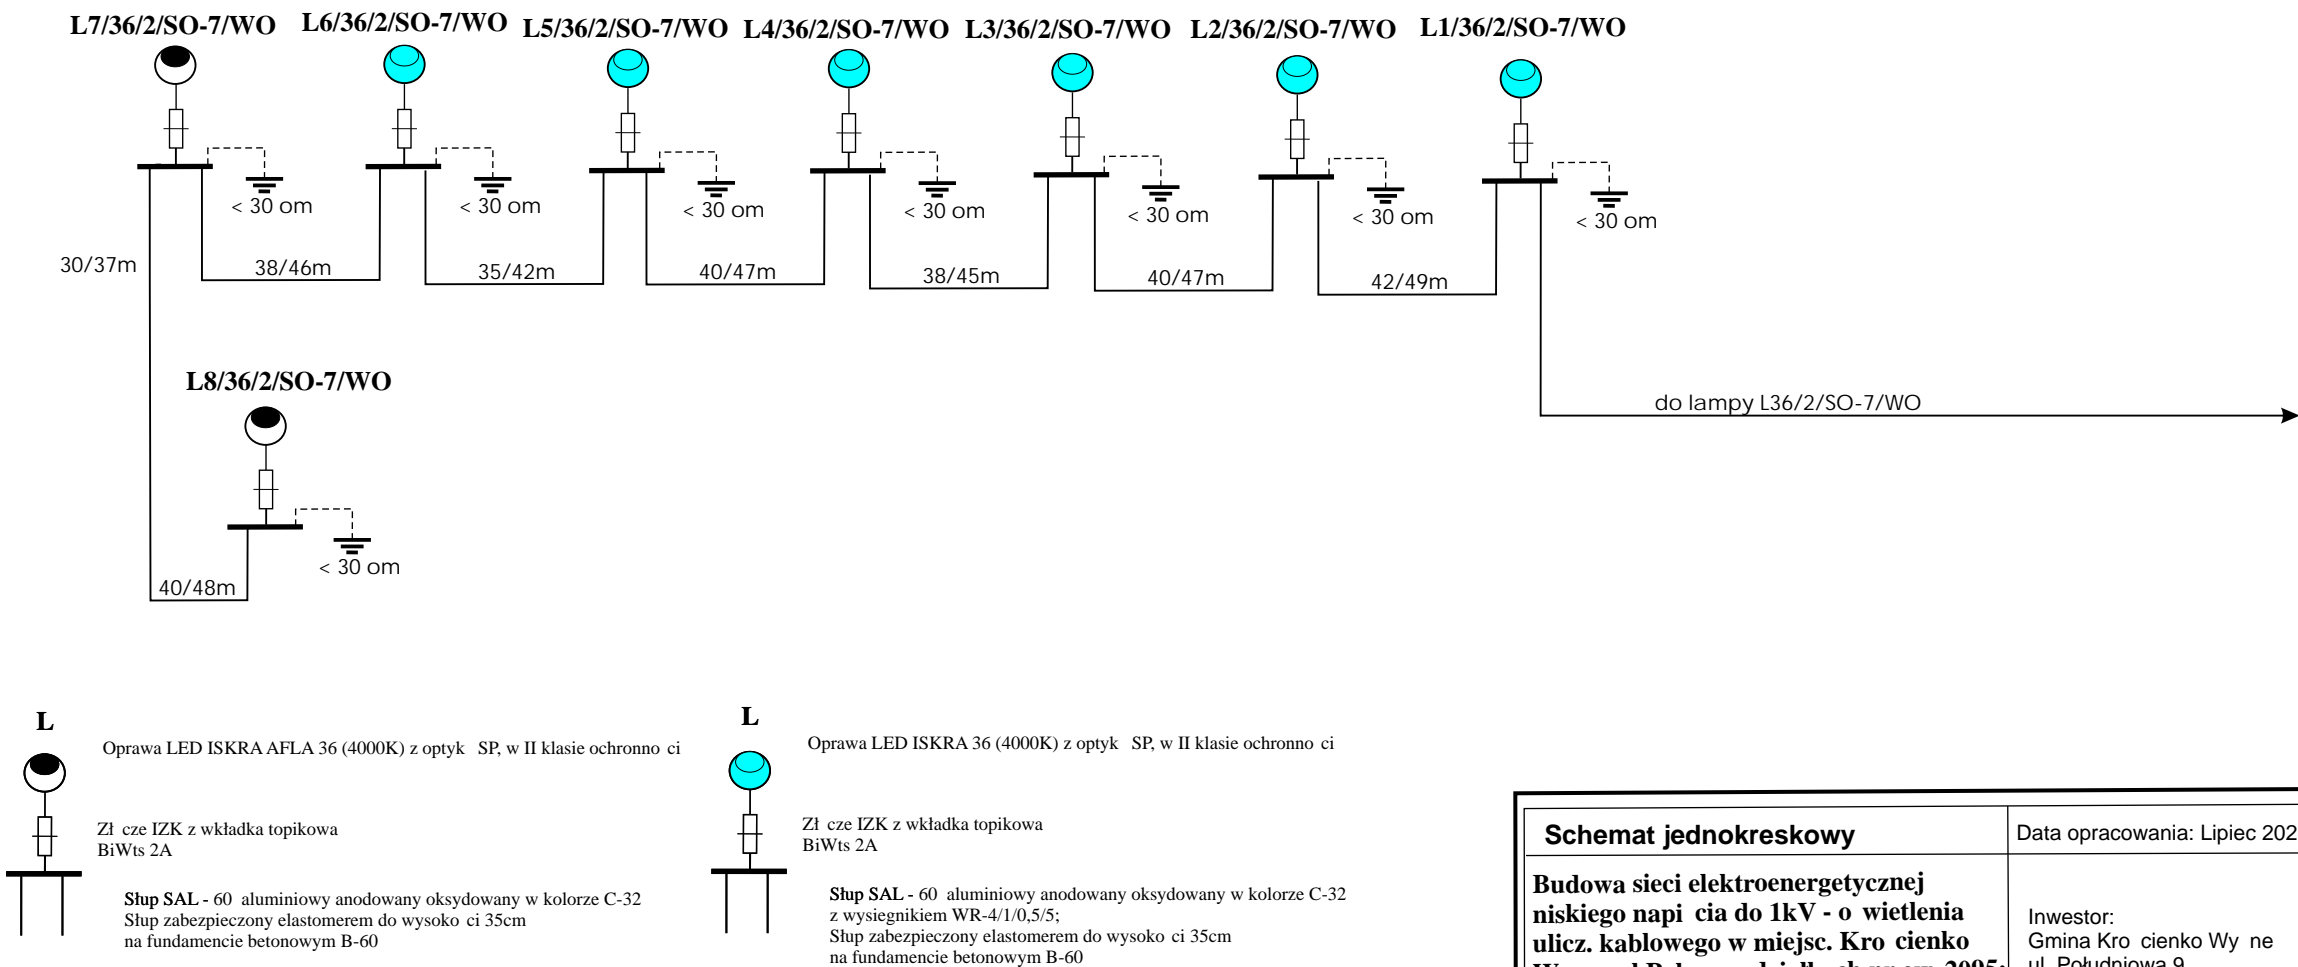 L7/36/2/SO-7/WO
L6/36/2/SO-7/WO
L5/36/2/SO-7/WO
L4/36/2/SO-7/WO
L3/36/2/SO-7/WO
L2/36/2/SO-7/WO
L1/36/2/SO-7/WO
< 30 om
< 30 om
< 30 om
< 30 om
< 30 om
< 30 om
< 30 om
30/37m
38/46m
35/42m
40/47m
38/45m
40/47m
42/49m
L8/36/2/SO-7/WO
do lampy L36/2/SO-7/WO
< 30 om
40/48m
L
Oprawa LED ISKRA AFLA 36 (4000K) z optyk SP, w II klasie ochronno ci
Zł cze IZK z wkładka topikowa
BiWts 2A
Słup SAL - 60 aluminiowy anodowany oksydowany w kolorze C-32
Słup zabezpieczony elastomerem do wysoko ci 35cm
na fundamencie betonowym B-60
L
Oprawa LED ISKRA 36 (4000K) z optyk SP, w II klasie ochronno ci
Zł cze IZK z wkładka topikowa
BiWts 2A
Słup SAL - 60 aluminiowy anodowany oksydowany w kolorze C-32
z wysiegnikiem WR-4/1/0,5/5;
Słup zabezpieczony elastomerem do wysoko ci 35cm
na fundamencie betonowym B-60
Schemat jednokreskowy
Data opracowania: Lipiec 202
Budowa sieci elektroenergetycznej
niskiego napi cia do 1kV - o wietlenia
ulicz. kablowego w miejsc. Kro cienko
Inwestor:
Gmina Kro cienko Wy ne
ul. Południowa 9